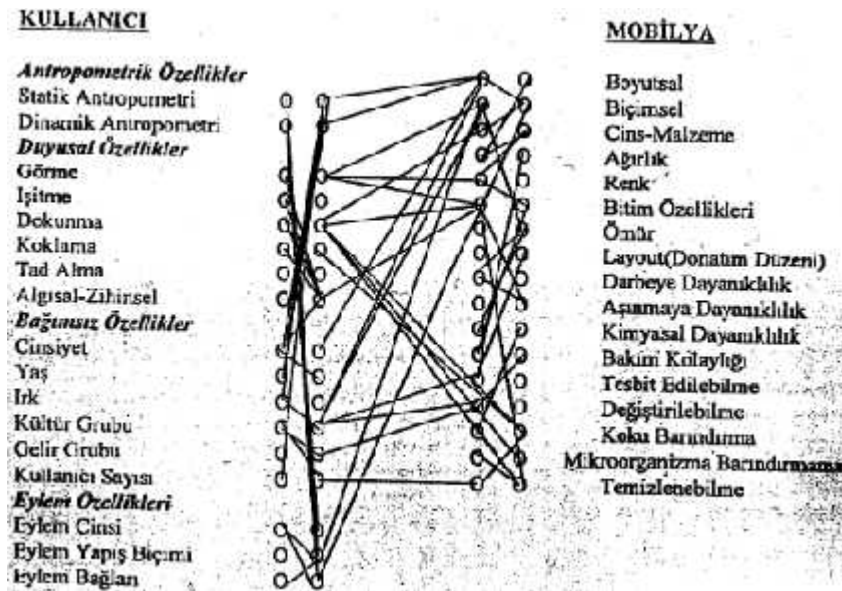 KULLANICI
Antropometrik Özellikler
Statik Antropometri
Dinamik Antropometri
Duyusal Özellikler
Görme
İşitme
Dokunma
Koklama
Tad Alma
Algısal-Zihinsel
Bağımsız Özellikler
Cinsiyet
Yaş
Irk
Kültür Grubu
Gelir Grubu
Kullanıcı Sayısı
Eylem Özellikleri
Eylem Cinsi
Eylem Yapış Biçimi
Eylem Bağları
MOBİLYA
Boyutsal
Biçimsel
Cins-Malzeme
Ağırlık
Renk
Bitim Özellikleri
Ömür
Layout(Donatım Düzeni)
Darbeye Dayanıklılık
Aşınmaya Dayanıklılık
Kimyasal Dayanıklılık
Bakım Kolaylığı
Tesbit Edilebilme
Değiştirilebilme
Koku Barındırma
Mikroorganizma Barındırmama
Temizlenebilme